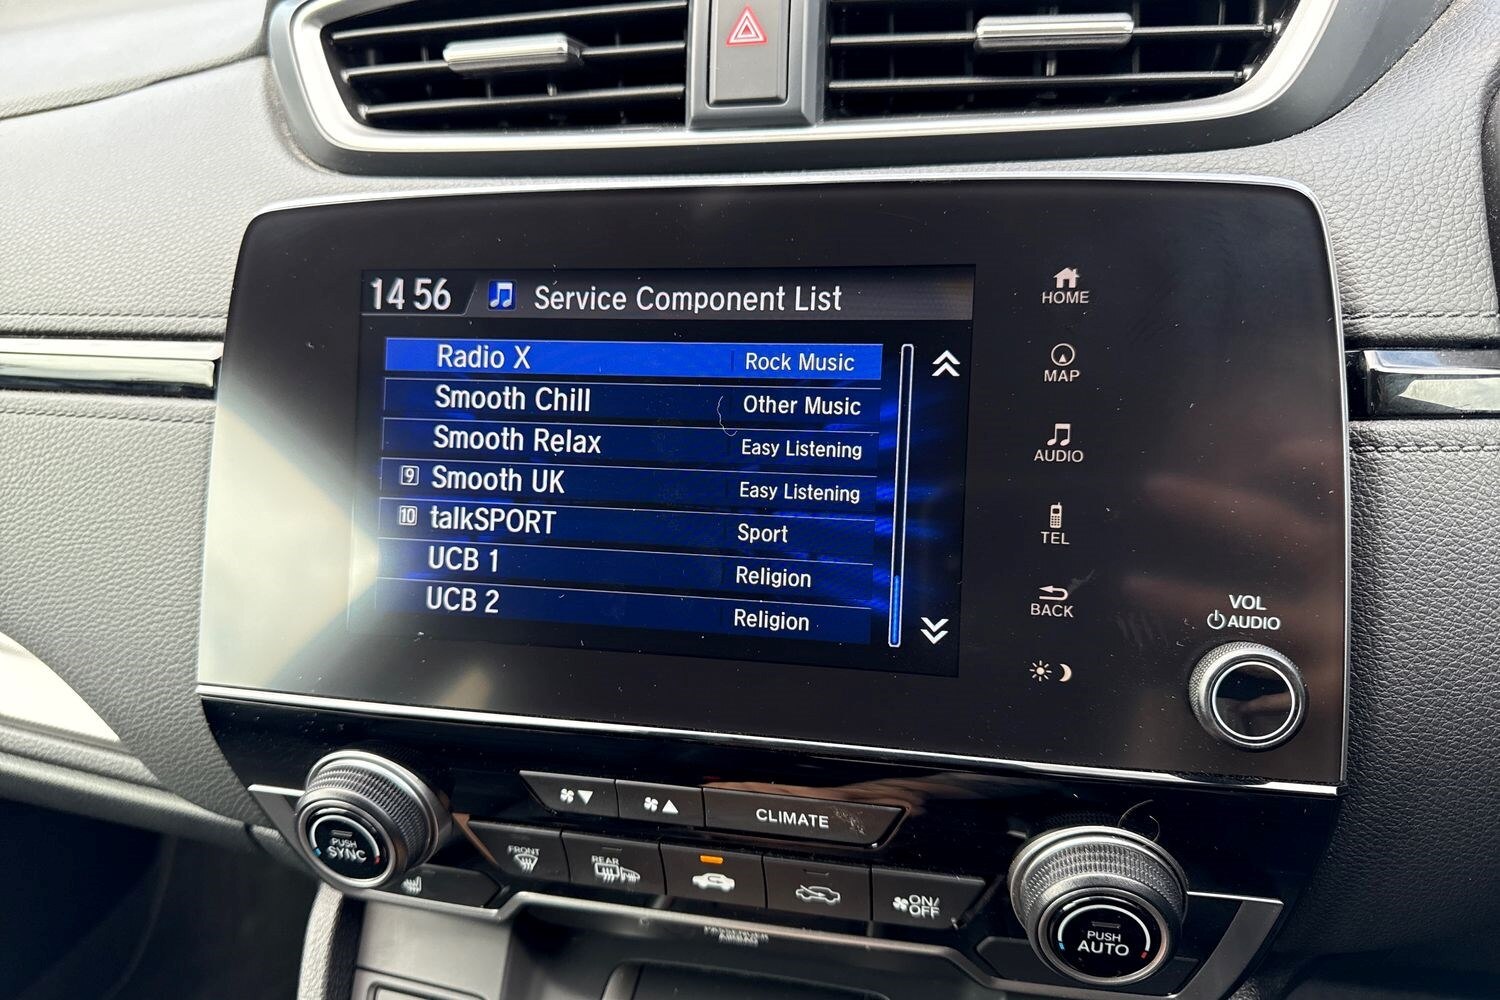 14 56 Service Component List
Radio X Rock Music
Smooth Chill Other Music
Smooth Relax Easy Listening
9 Smooth UK Easy Listening
10 talkSPORT Sport
UCB 1 Religion
UCB 2 Religion
HOME
MAP
AUDIO
TEL
BACK
VOL
AUDIO
CLIMATE
PUSH
SYNC
FRONT
REAR
ON/
OFF
PUSH
AUTO
PASSENGER
AIRBAG